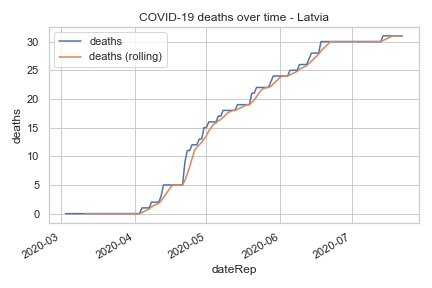 COVID-19 deaths over time - Latvia
deaths
deaths (rolling)
30
25
20
15
10
5
0
deaths
2020-03
2020-04
2020-05
2020-06
2020-07
dateRep